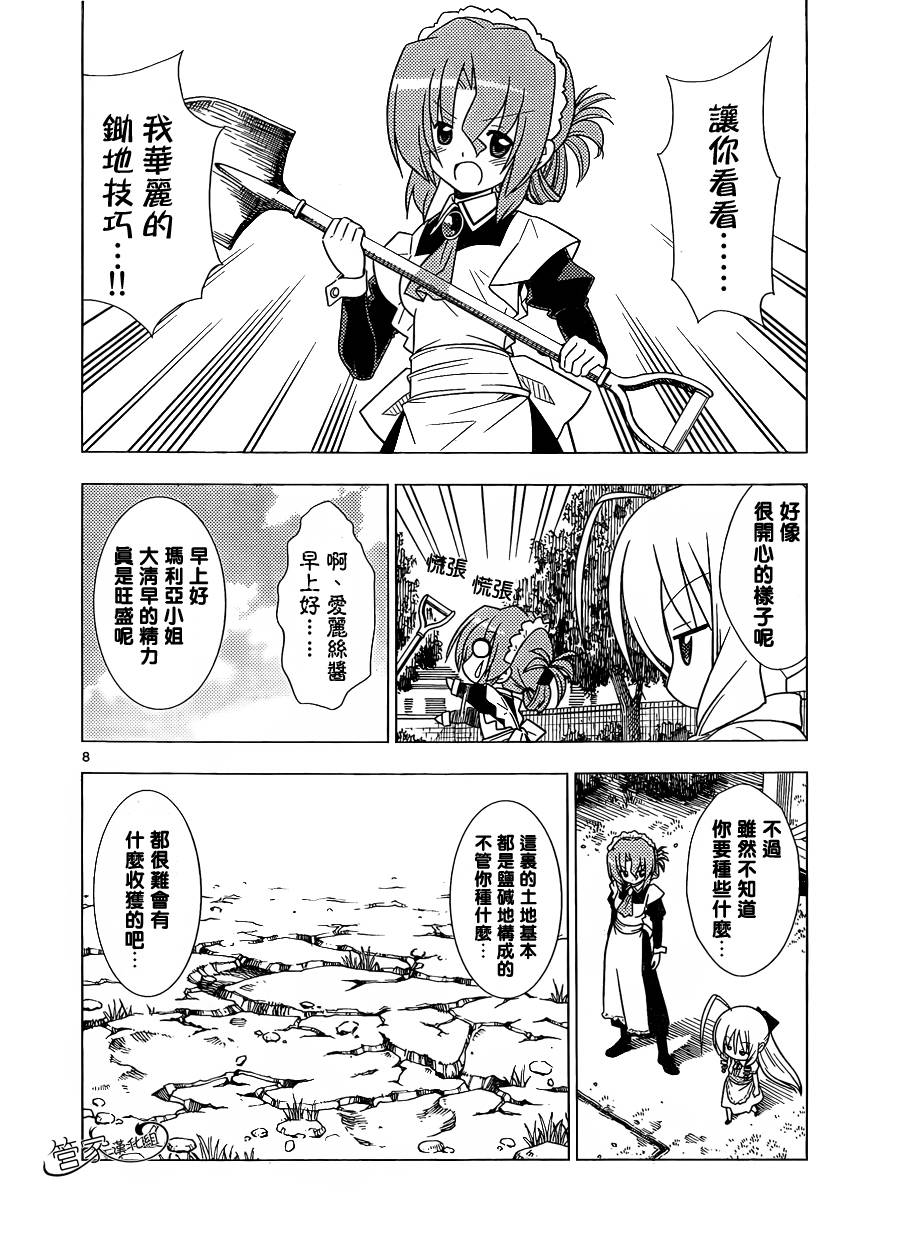 讓你看看……
我華麗的
鋤地技巧…!!
好像
很開心的樣子呢
慌張
慌張
啊、愛麗絲醬
早上好……
早上好
瑪利亞小姐
大清早的精力
真是旺盛呢
8
不過
雖然不知道
你要種些什麼…
這裏的土地基本
都是鹽碱地構成的
不管你種什麼…
都很難會有
什麼收獲的吧…
管家漢化組